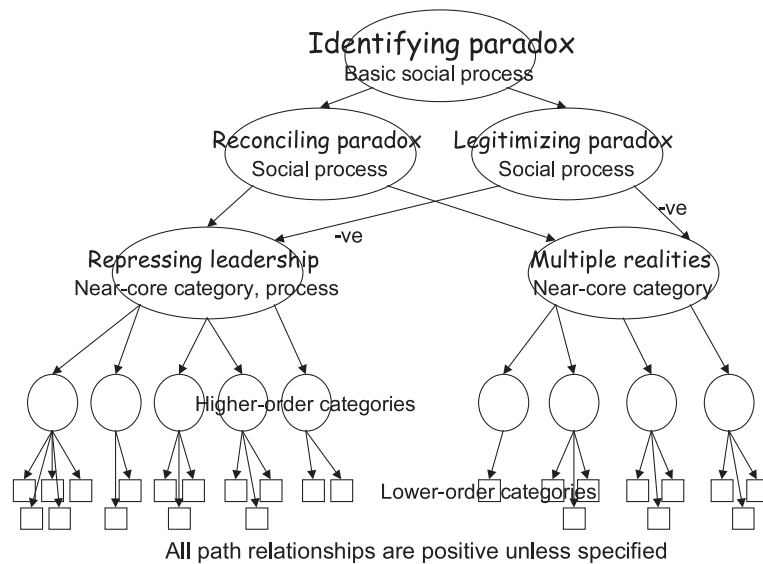 Identifying paradox
Basic social process
Reconciling paradox
Social process
Legitimizing paradox
Social process
-ve
-ve
Repressing leadership
Near-core category, process
Multiple realities
Near-core category
Higher-order categories
Lower-order categories
All path relationships are positive unless specified